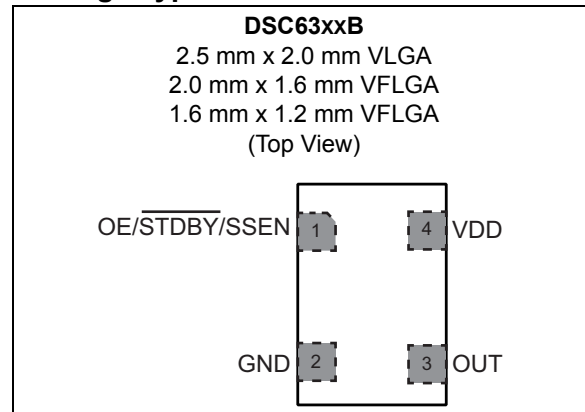 DSC63xxB
2.5 mm x 2.0 mm VLGA
2.0 mm x 1.6 mm VFLGA
1.6 mm x 1.2 mm VFLGA
(Top View)
OE/STDBY/SSEN 1 4 VDD
GND 2 3 OUT